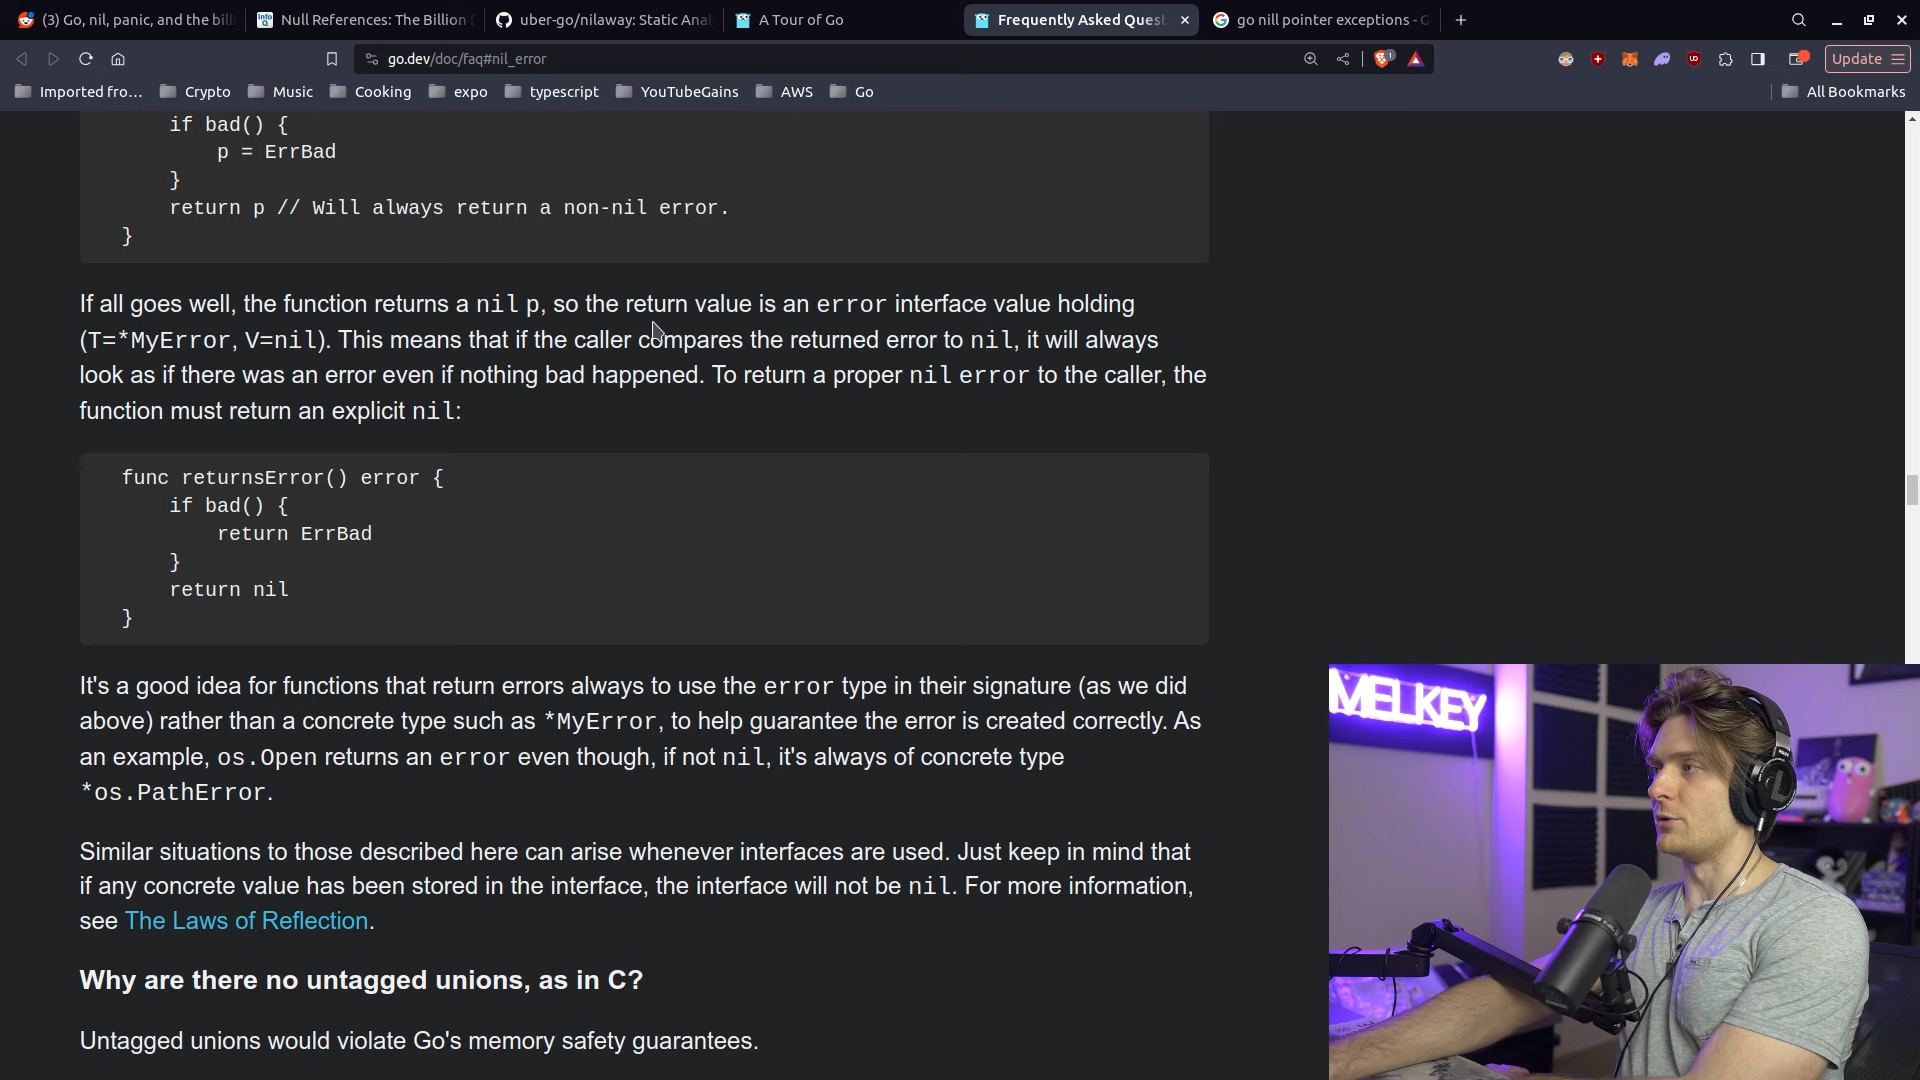 (3) Go, nil, panic, and the bill
Null References: The Billion D
uber-go/nilaway: Static Anal
A Tour of Go
Frequently Asked Quest
go nill pointer exceptions - G
go.dev/doc/faq#nil_error
1
Update
Imported fro...
Crypto
Music
Cooking
expo
typescript
YouTubeGains
AWS
Go
All Bookmarks
if bad() {
p = ErrBad
}
return p // Will always return a non-nil error.
}
If all goes well, the function returns a nil p, so the return value is an error interface value holding
(T=*MyError, V=nil). This means that if the caller compares the returned error to nil, it will always
look as if there was an error even if nothing bad happened. To return a proper nil error to the caller, the
function must return an explicit nil:
func returnsError() error {
if bad() {
return ErrBad
}
return nil
}
It's a good idea for functions that return errors always to use the error type in their signature (as we did
above) rather than a concrete type such as *MyError, to help guarantee the error is created correctly. As
an example, os.Open returns an error even though, if not nil, it's always of concrete type
*os.PathError.
Similar situations to those described here can arise whenever interfaces are used. Just keep in mind that
if any concrete value has been stored in the interface, the interface will not be nil. For more information,
see The Laws of Reflection.
Why are there no untagged unions, as in C?
Untagged unions would violate Go's memory safety guarantees.
MELKEY